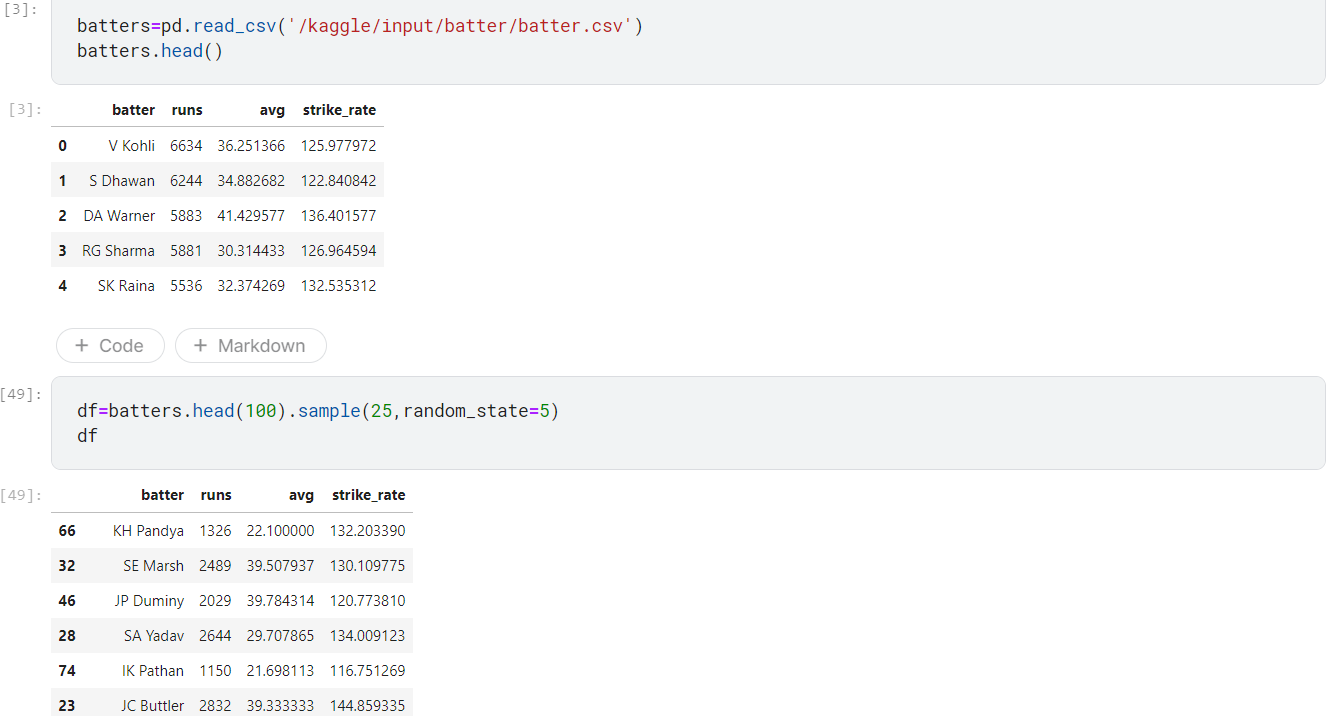 [3]:
batters=pd.read_csv('/kaggle/input/batter/batter.csv')
batters.head()
[3]:
batter runs avg strike_rate
0 V Kohli 6634 36.251366 125.977972
1 S Dhawan 6244 34.882682 122.840842
2 DA Warner 5883 41.429577 136.401577
3 RG Sharma 5881 30.314433 126.964594
4 SK Raina 5536 32.374269 132.535312
+ Code + Markdown
[49]:
df=batters.head(100).sample(25,random_state=5)
df
[49]:
batter runs avg strike_rate
66 KH Pandya 1326 22.100000 132.203390
32 SE Marsh 2489 39.507937 130.109775
46 JP Duminy 2029 39.784314 120.773810
28 SA Yadav 2644 29.707865 134.009123
74 IK Pathan 1150 21.698113 116.751269
23 JC Buttler 2832 39.333333 144.859335